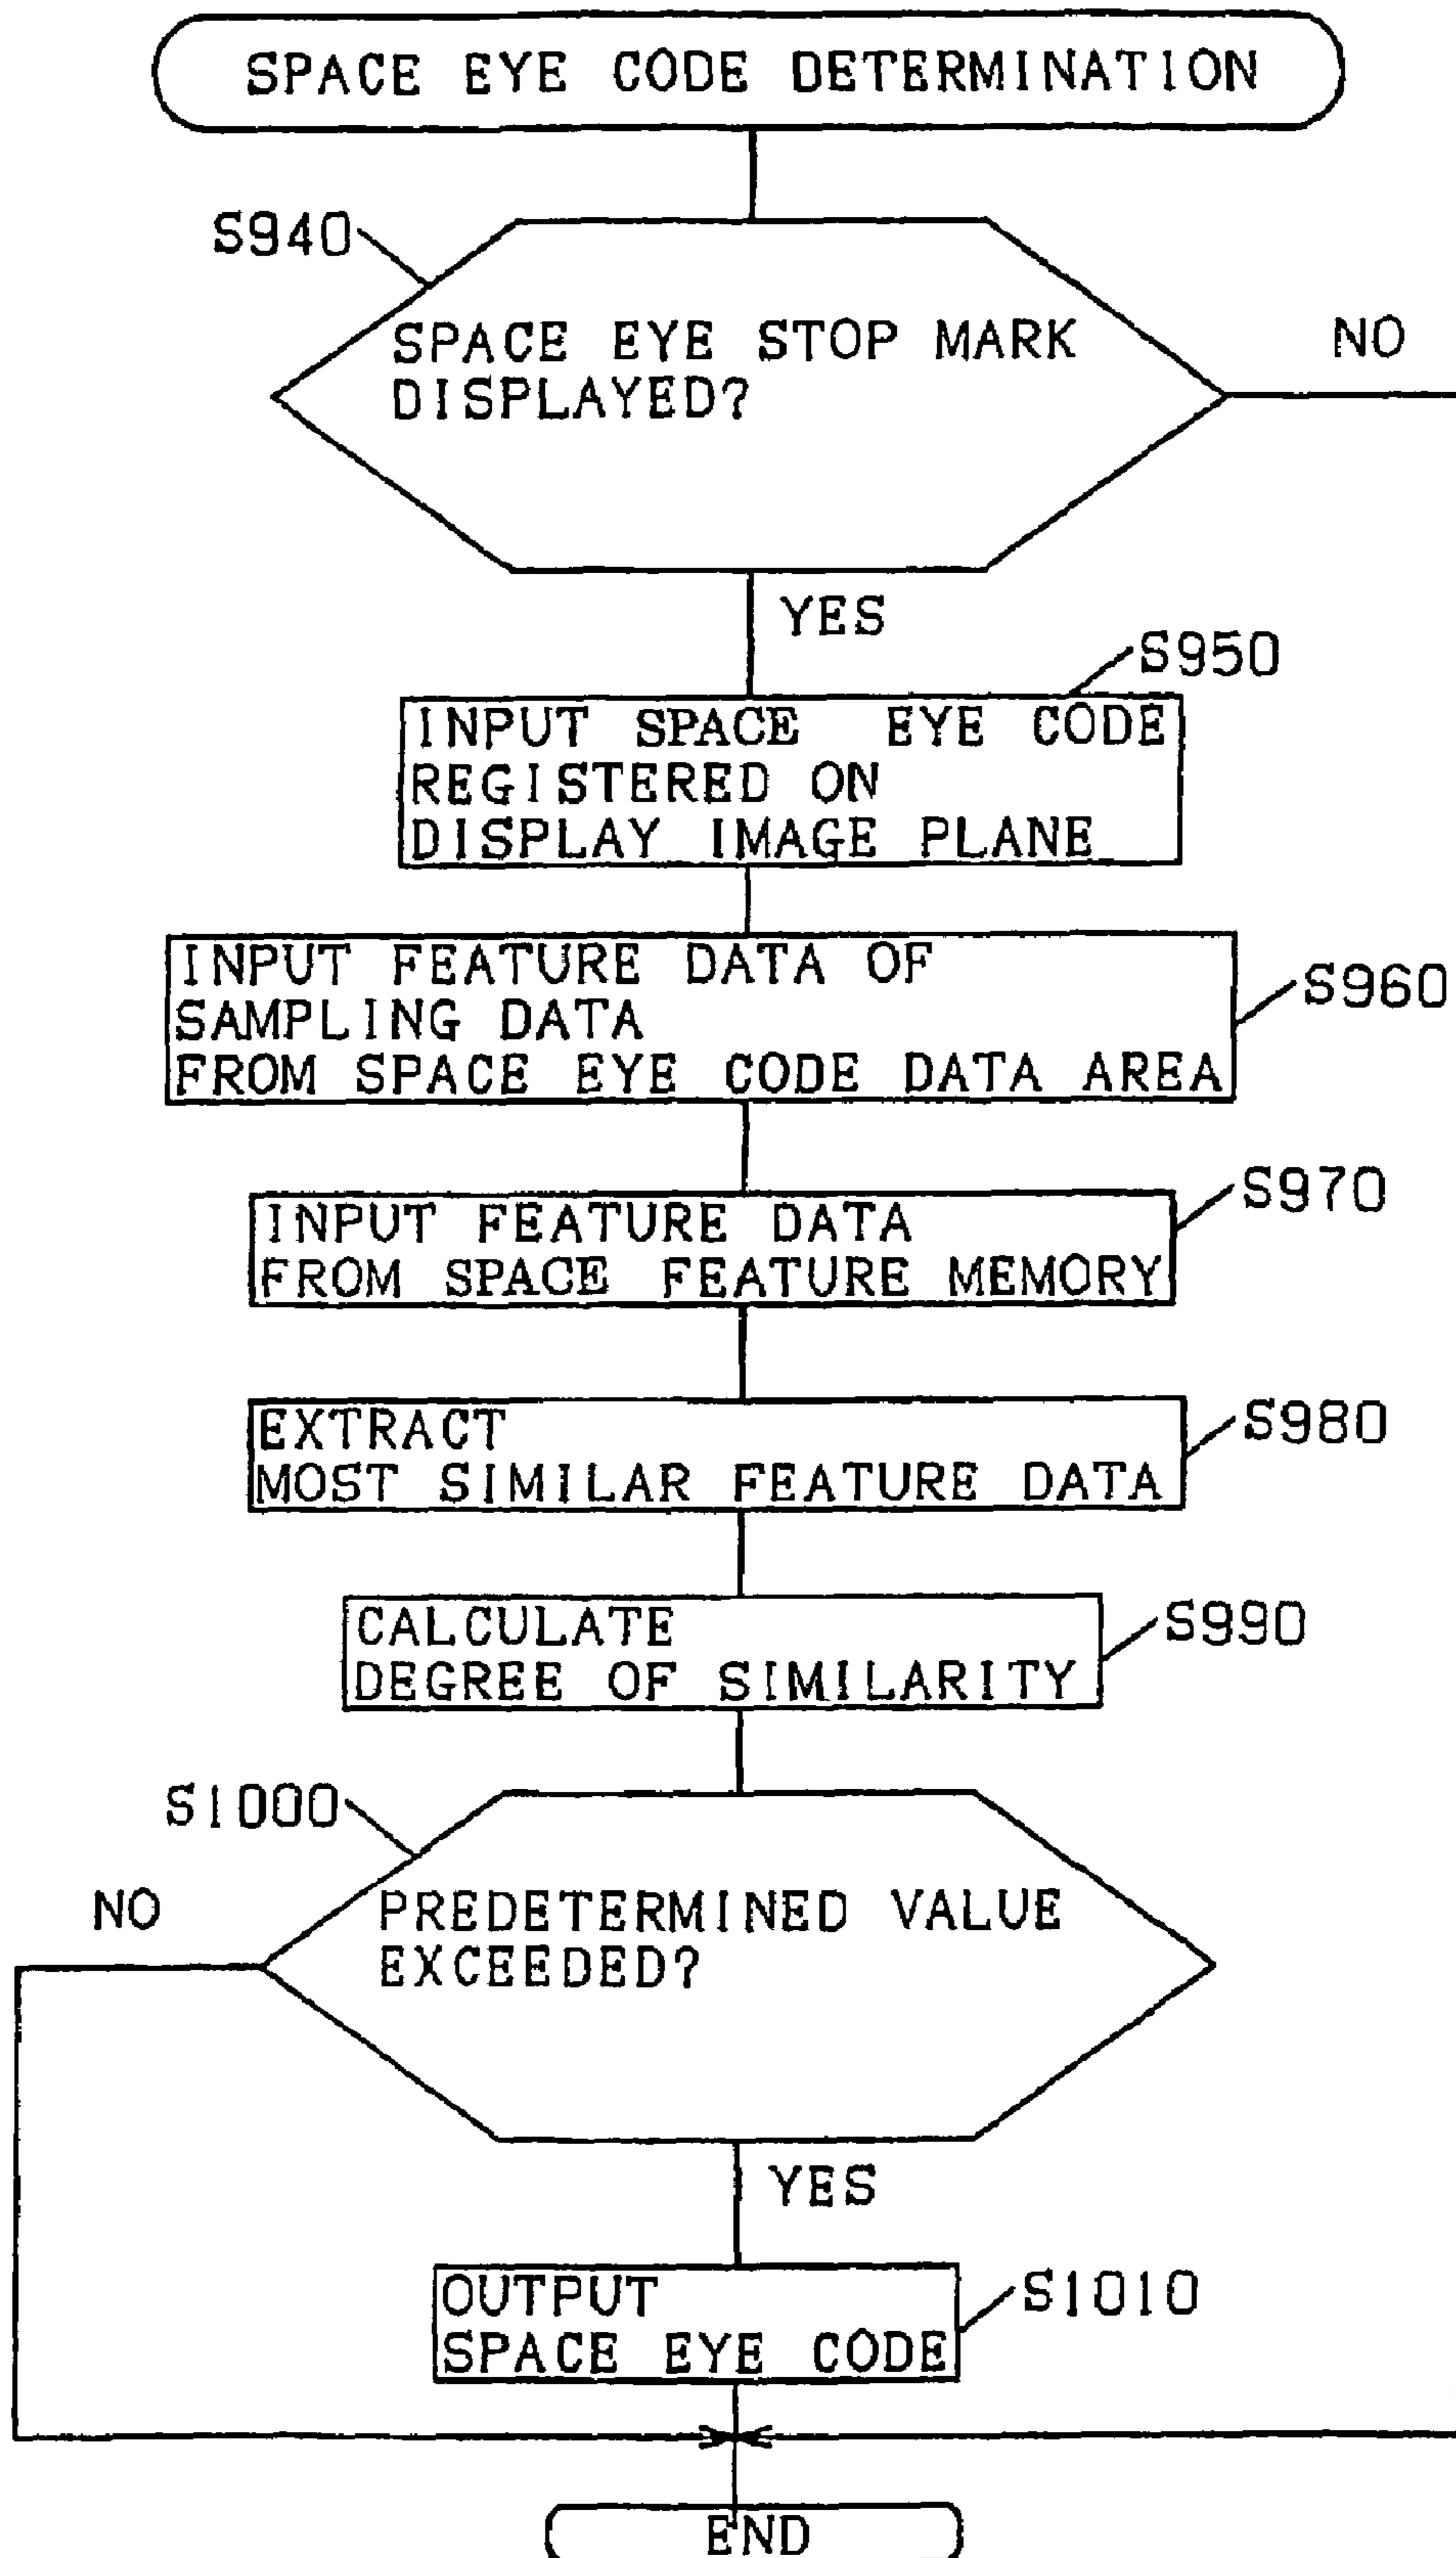 SPACE EYE CODE DETERMINATION
S940
SPACE EYE STOP MARK
DISPLAYED?
NO
YES
S950
INPUT SPACE EYE CODE
REGISTERED ON
DISPLAY IMAGE PLANE
INPUT FEATURE DATA OF
SAMPLING DATA
FROM SPACE EYE CODE DATA AREA
S960
INPUT FEATURE DATA
FROM SPACE FEATURE MEMORY
S970
EXTRACT
MOST SIMILAR FEATURE DATA
S980
CALCULATE
DEGREE OF SIMILARITY
S990
S1000
NO
PREDETERMINED VALUE
EXCEEDED?
YES
OUTPUT
SPACE EYE CODE
S1010
END